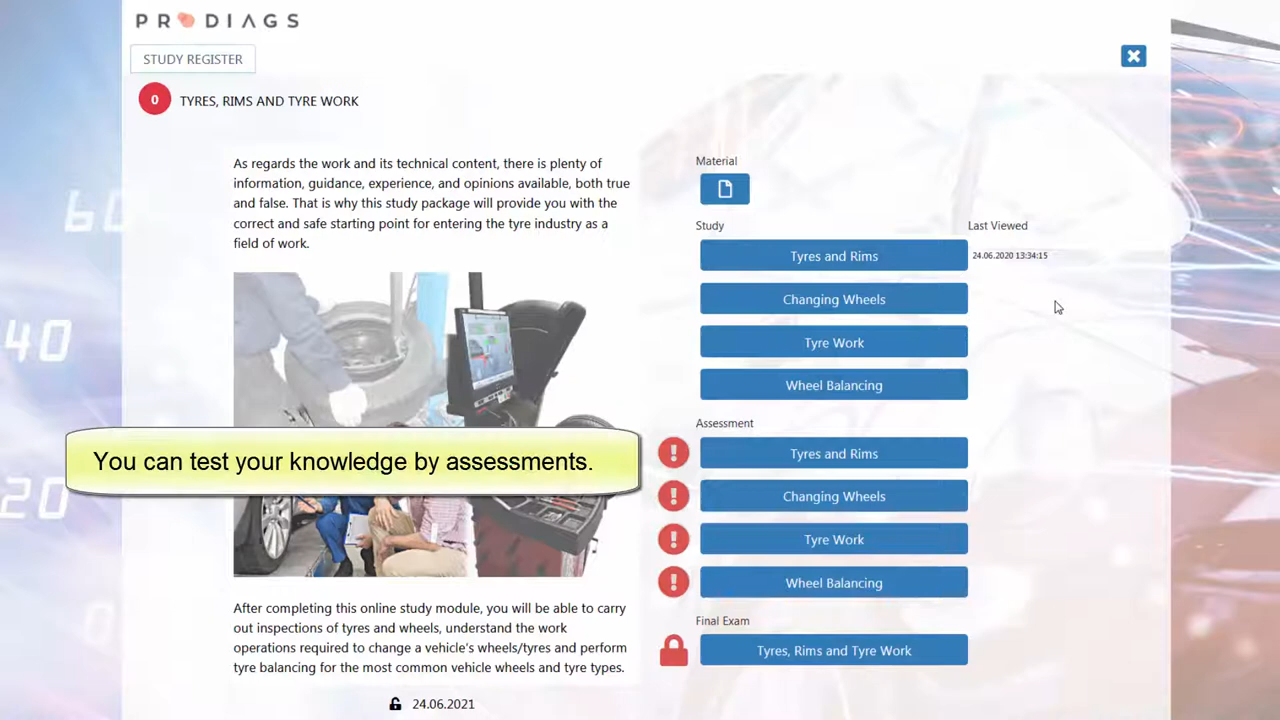 PRODIAGS
STUDY REGISTER
0 TYRES, RIMS AND TYRE WORK
As regards the work and its technical content, there is plenty of
information, guidance, experience, and opinions available, both true
and false. That is why this study package will provide you with the
correct and safe starting point for entering the tyre industry as a
field of work.
You can test your knowledge by assessments.
After completing this online study module, you will be able to carry
out inspections of tyres and wheels, understand the work
operations required to change a vehicle's wheels/tyres and perform
tyre balancing for the most common vehicle wheels and tyre types.
24.06.2021
Material
Study Last Viewed
Tyres and Rims 24.06.2020 13:34:15
Changing Wheels
Tyre Work
Wheel Balancing
Assessment
! Tyres and Rims
! Changing Wheels
! Tyre Work
! Wheel Balancing
Final Exam
Tyres, Rims and Tyre Work
60
40
20